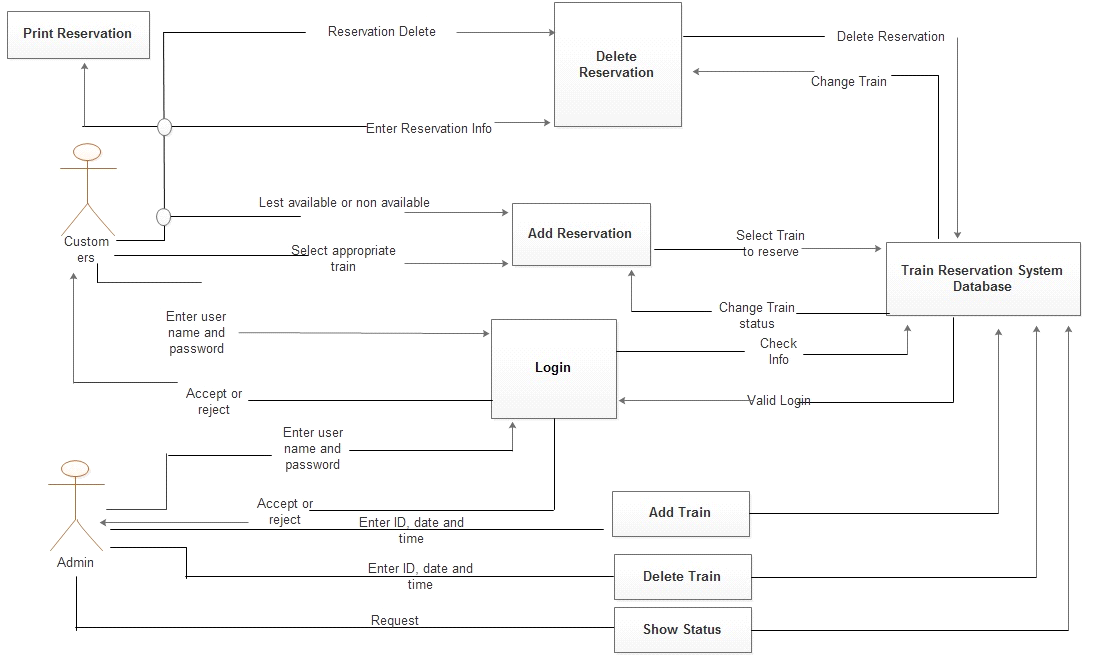 Print Reservation
Reservation Delete
Delete
Reservation
Delete Reservation
Change Train
Enter Reservation Info
Custom
ers
Lest available or non available
Select appropriate
train
Add Reservation
Select Train
to reserve
Train Reservation System
Database
Change Train
status
Enter user
name and
password
Login
Check
Info
Accept or
reject
Valid Login
Enter user
name and
password
Admin
Accept or
reject
Enter ID, date and
time
Add Train
Enter ID, date and
time
Delete Train
Request
Show Status